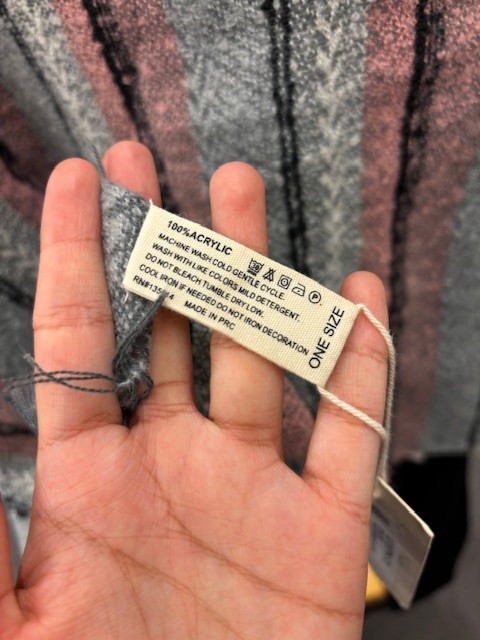 100%ACRYLIC
MACHINE WASH COLD GENTLE CYCLE.
WASH WITH LIKE COLORS MILD DETERGENT.
DO NOT BLEACH TUMBLE DRY LOW.
COOL IRON IF NEEDED DO NOT IRON DECORATION
MADE IN PRC
ONE SIZE